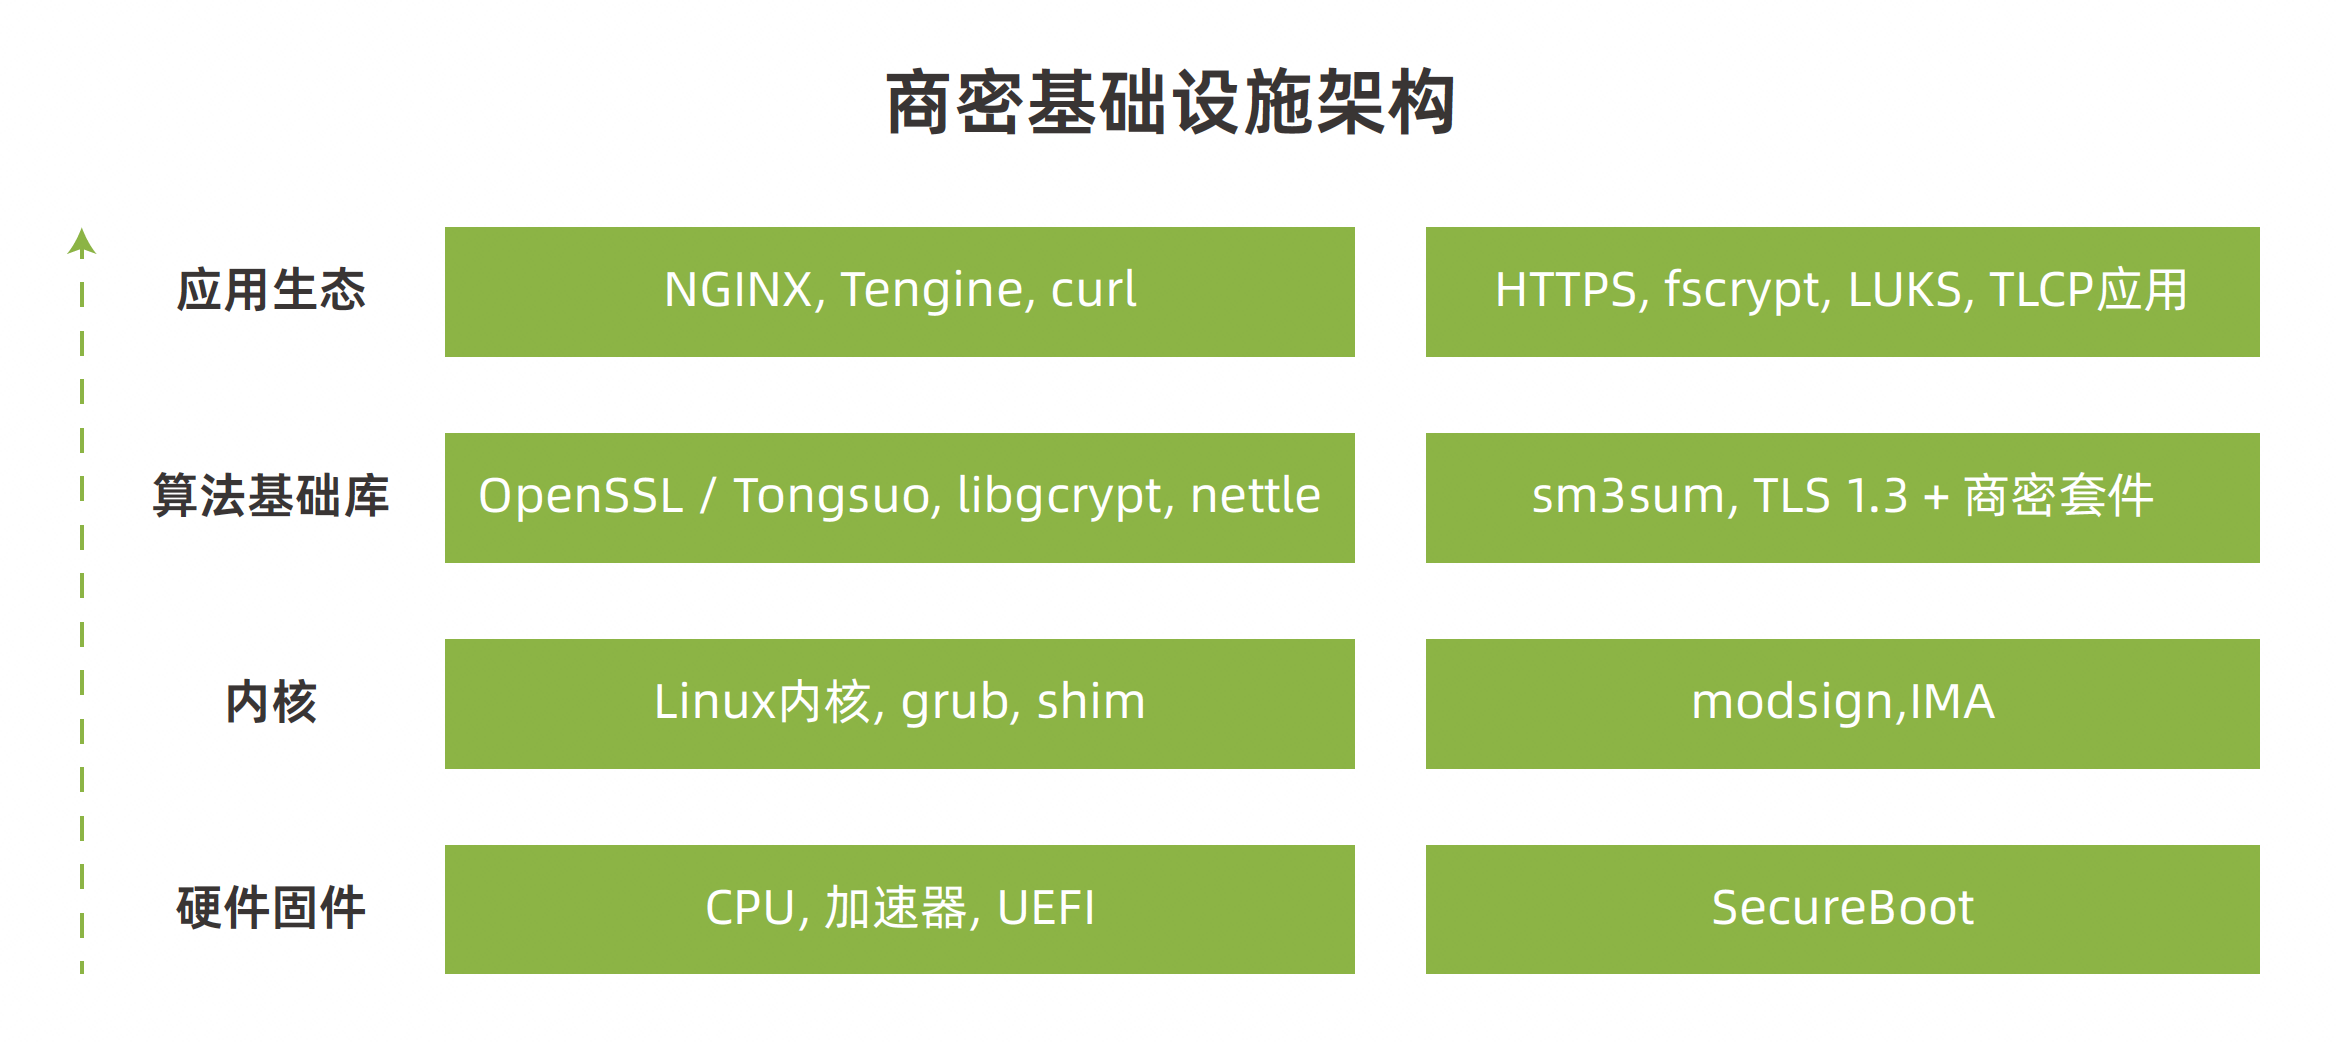 商密基础设施架构
应用生态
NGINX, Tengine, curl
HTTPS, fscrypt, LUKS, TLCP应用
算法基础库
OpenSSL / Tongsuo, libgcrypt, nettle
sm3sum, TLS 1.3 + 商密套件
内核
Linux内核, grub, shim
modsign,IMA
硬件固件
CPU, 加速器, UEFI
SecureBoot